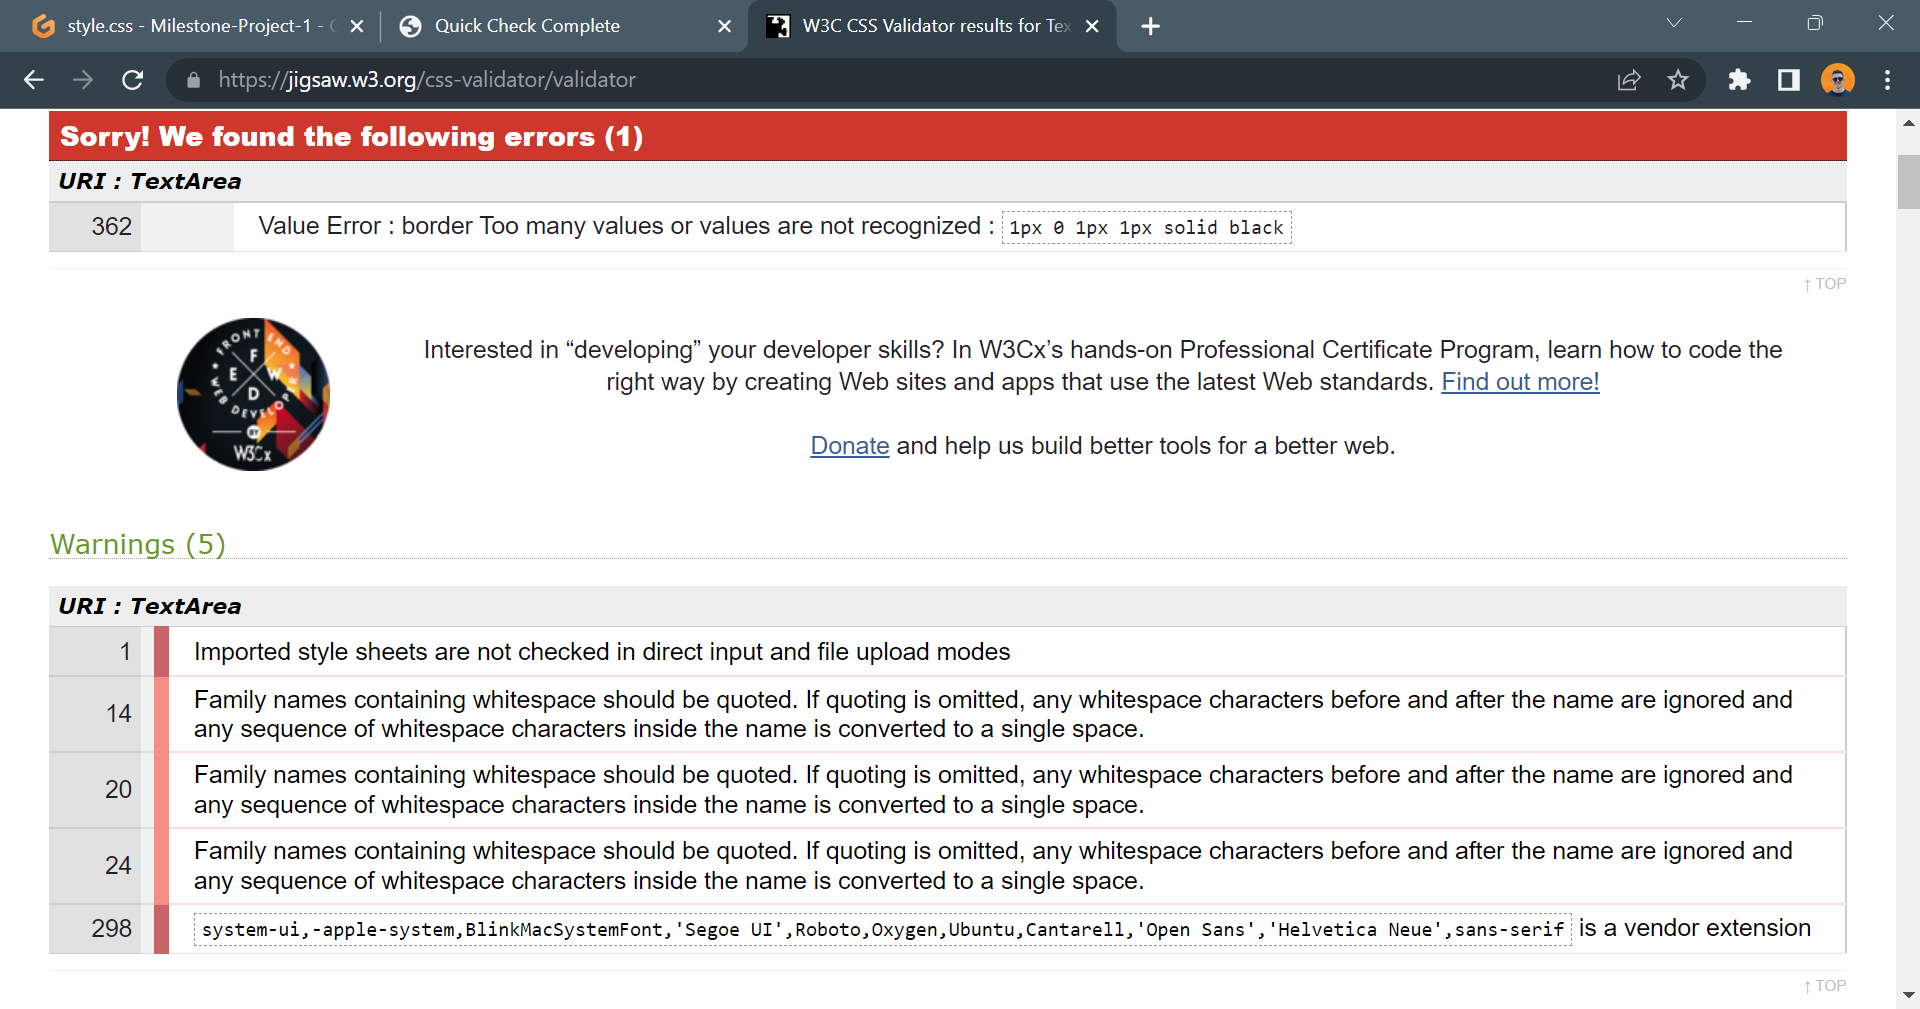 style.css - Milestone-Project-1 -
Quick Check Complete
W3C CSS Validator results for Tex
https://jigsaw.w3.org/css-validator/validator
Sorry! We found the following errors (1)
URI : TextArea
362 Value Error : border Too many values or values are not recognized : 1px 0 1px 1px solid black
↑ TOP
FRONT END
F
E W
D
WEB DEVELOPER
BY
W3Cx
Interested in “developing” your developer skills? In W3Cx’s hands-on Professional Certificate Program, learn how to code the
right way by creating Web sites and apps that use the latest Web standards. Find out more!
Donate and help us build better tools for a better web.
Warnings (5)
URI : TextArea
1 Imported style sheets are not checked in direct input and file upload modes
14 Family names containing whitespace should be quoted. If quoting is omitted, any whitespace characters before and after the name are ignored and
any sequence of whitespace characters inside the name is converted to a single space.
20 Family names containing whitespace should be quoted. If quoting is omitted, any whitespace characters before and after the name are ignored and
any sequence of whitespace characters inside the name is converted to a single space.
24 Family names containing whitespace should be quoted. If quoting is omitted, any whitespace characters before and after the name are ignored and
any sequence of whitespace characters inside the name is converted to a single space.
298 system-ui,-apple-system,BlinkMacSystemFont,'Segoe UI',Roboto,Oxygen,Ubuntu,Cantarell,'Open Sans','Helvetica Neue',sans-serif is a vendor extension
↑ TOP